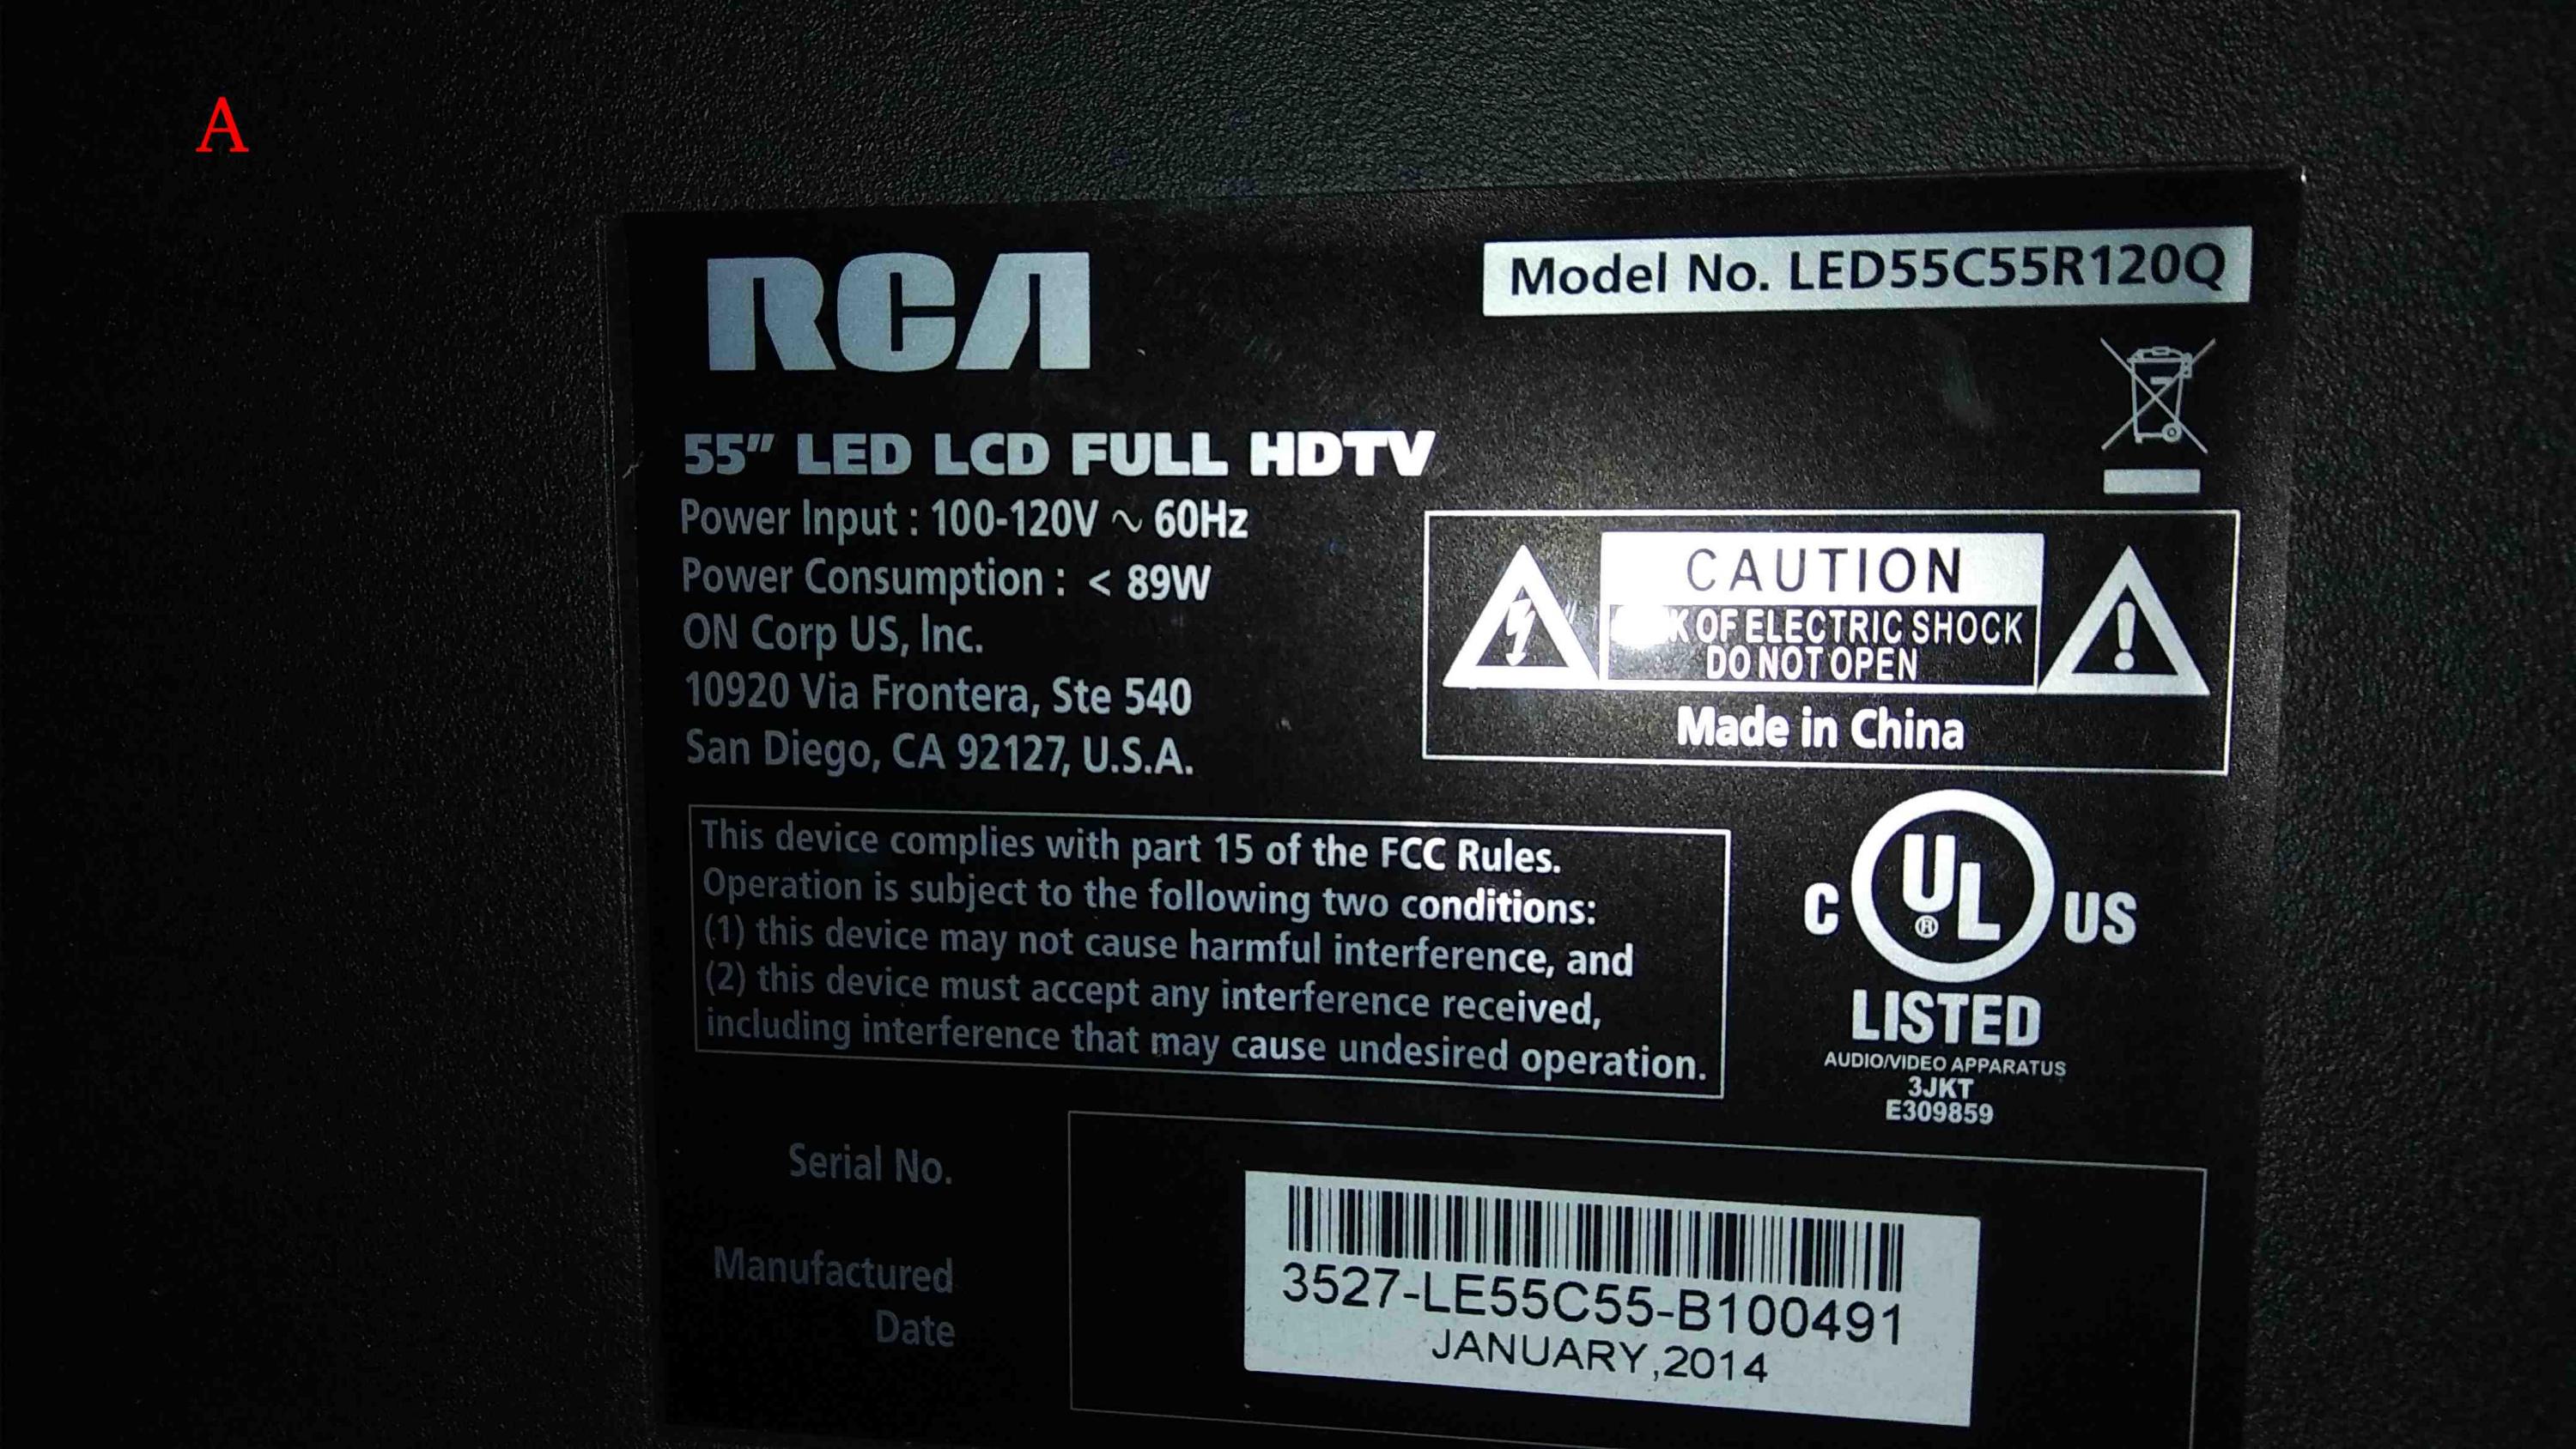 A
RCA
Model No. LED55C55R120Q
55" LED LCD FULL HDTV
Power Input : 100-120V ~ 60Hz
Power Consumption : < 89W
ON Corp US, Inc.
10920 Via Frontera, Ste 540
San Diego, CA 92127, U.S.A.
CAUTION
OF ELECTRIC SHOCK
DO NOT OPEN
Made in China
This device complies with part 15 of the FCC Rules.
Operation is subject to the following two conditions:
(1) this device may not cause harmful interference, and
(2) this device must accept any interference received,
including interference that may cause undesired operation.
C UL ® US
LISTED
AUDIO/VIDEO APPARATUS
3JKT
E309859
Serial No.
Manufactured
Date
3527-LE55C55-B100491
JANUARY,2014